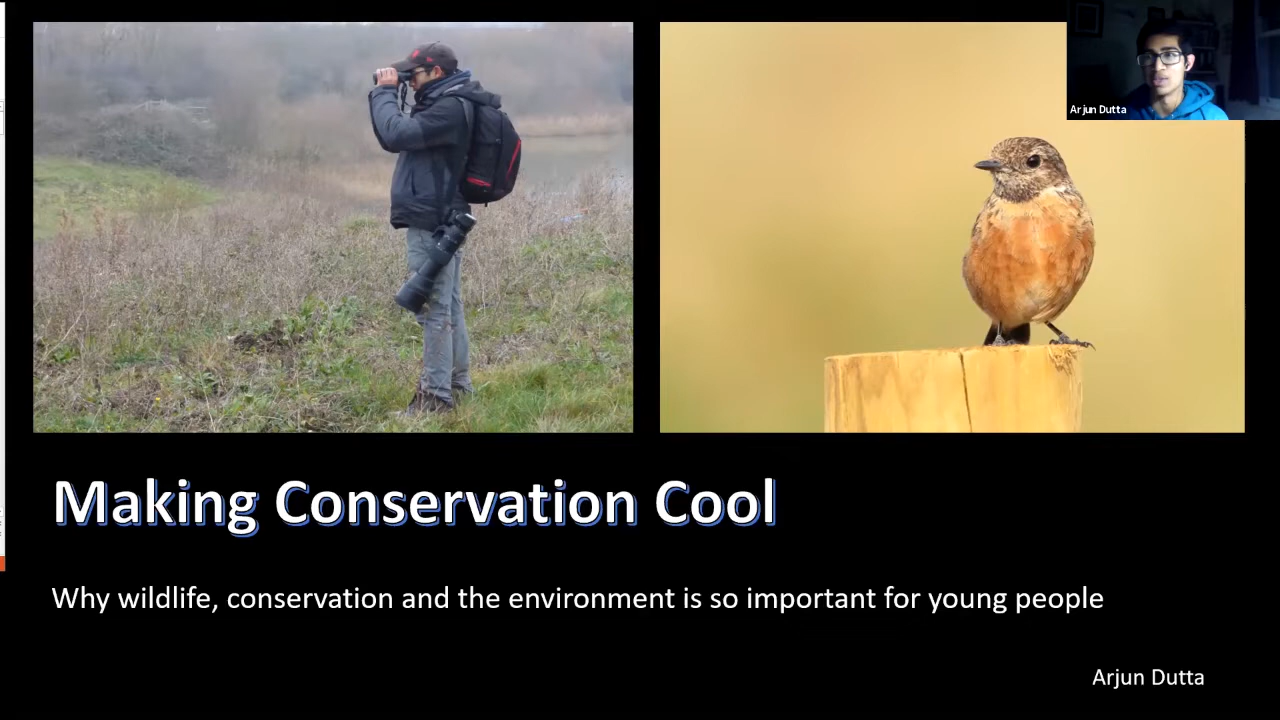 Arjun Dutta
Making Conservation Cool
Why wildlife, conservation and the environment is so important for young people
Arjun Dutta